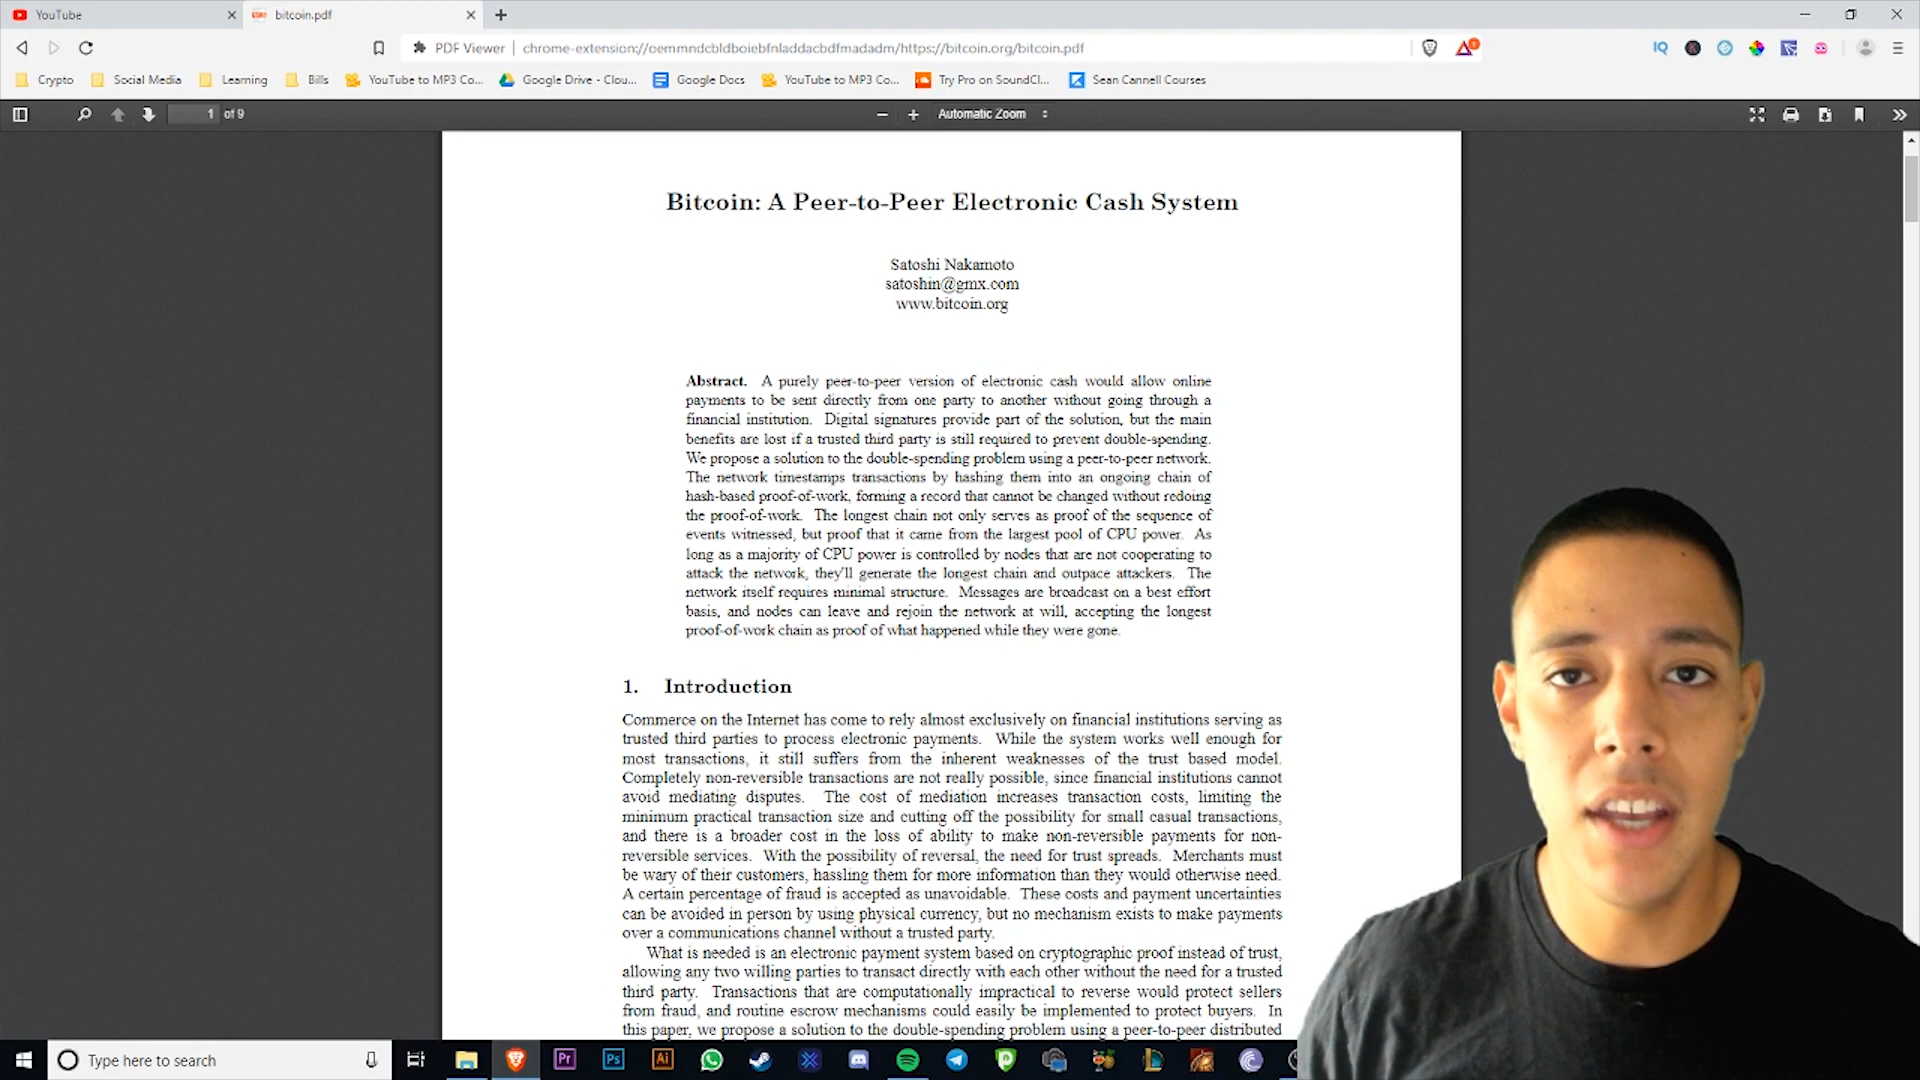 YouTube
bitcoin.pdf
PDF Viewer
chrome-extension://oemmndcbldboiebfnladdacbdfmadadm/https://bitcoin.org/bitcoin.pdf
IQ
Crypto
Social Media
Learning
Bills
YouTube to MP3 Co...
Google Drive - Clou...
Google Docs
YouTube to MP3 Co...
Try Pro on SoundCl...
Sean Cannell Courses
1 of 9
Automatic Zoom
Bitcoin: A Peer-to-Peer Electronic Cash System
Satoshi Nakamoto
satoshin@gmx.com
www.bitcoin.org
Abstract. A purely peer-to-peer version of electronic cash would allow online
payments to be sent directly from one party to another without going through a
financial institution. Digital signatures provide part of the solution, but the main
benefits are lost if a trusted third party is still required to prevent double-spending.
We propose a solution to the double-spending problem using a peer-to-peer network.
The network timestamps transactions by hashing them into an ongoing chain of
hash-based proof-of-work, forming a record that cannot be changed without redoing
the proof-of-work. The longest chain not only serves as proof of the sequence of
events witnessed, but proof that it came from the largest pool of CPU power. As
long as a majority of CPU power is controlled by nodes that are not cooperating to
attack the network, they'll generate the longest chain and outpace attackers. The
network itself requires minimal structure. Messages are broadcast on a best effort
basis, and nodes can leave and rejoin the network at will, accepting the longest
proof-of-work chain as proof of what happened while they were gone.
1. Introduction
Commerce on the Internet has come to rely almost exclusively on financial institutions serving as
trusted third parties to process electronic payments. While the system works well enough for
most transactions, it still suffers from the inherent weaknesses of the trust based model.
Completely non-reversible transactions are not really possible, since financial institutions cannot
avoid mediating disputes. The cost of mediation increases transaction costs, limiting the
minimum practical transaction size and cutting off the possibility for small casual transactions,
and there is a broader cost in the loss of ability to make non-reversible payments for non-
reversible services. With the possibility of reversal, the need for trust spreads. Merchants must
be wary of their customers, hassling them for more information than they would otherwise need.
A certain percentage of fraud is accepted as unavoidable. These costs and payment uncertainties
can be avoided in person by using physical currency, but no mechanism exists to make payments
over a communications channel without a trusted party.
What is needed is an electronic payment system based on cryptographic proof instead of trust,
allowing any two willing parties to transact directly with each other without the need for a trusted
third party. Transactions that are computationally impractical to reverse would protect sellers
from fraud, and routine escrow mechanisms could easily be implemented to protect buyers. In
this paper, we propose a solution to the double-spending problem using a peer-to-peer distributed
Type here to search
Pr
Ps
Ai